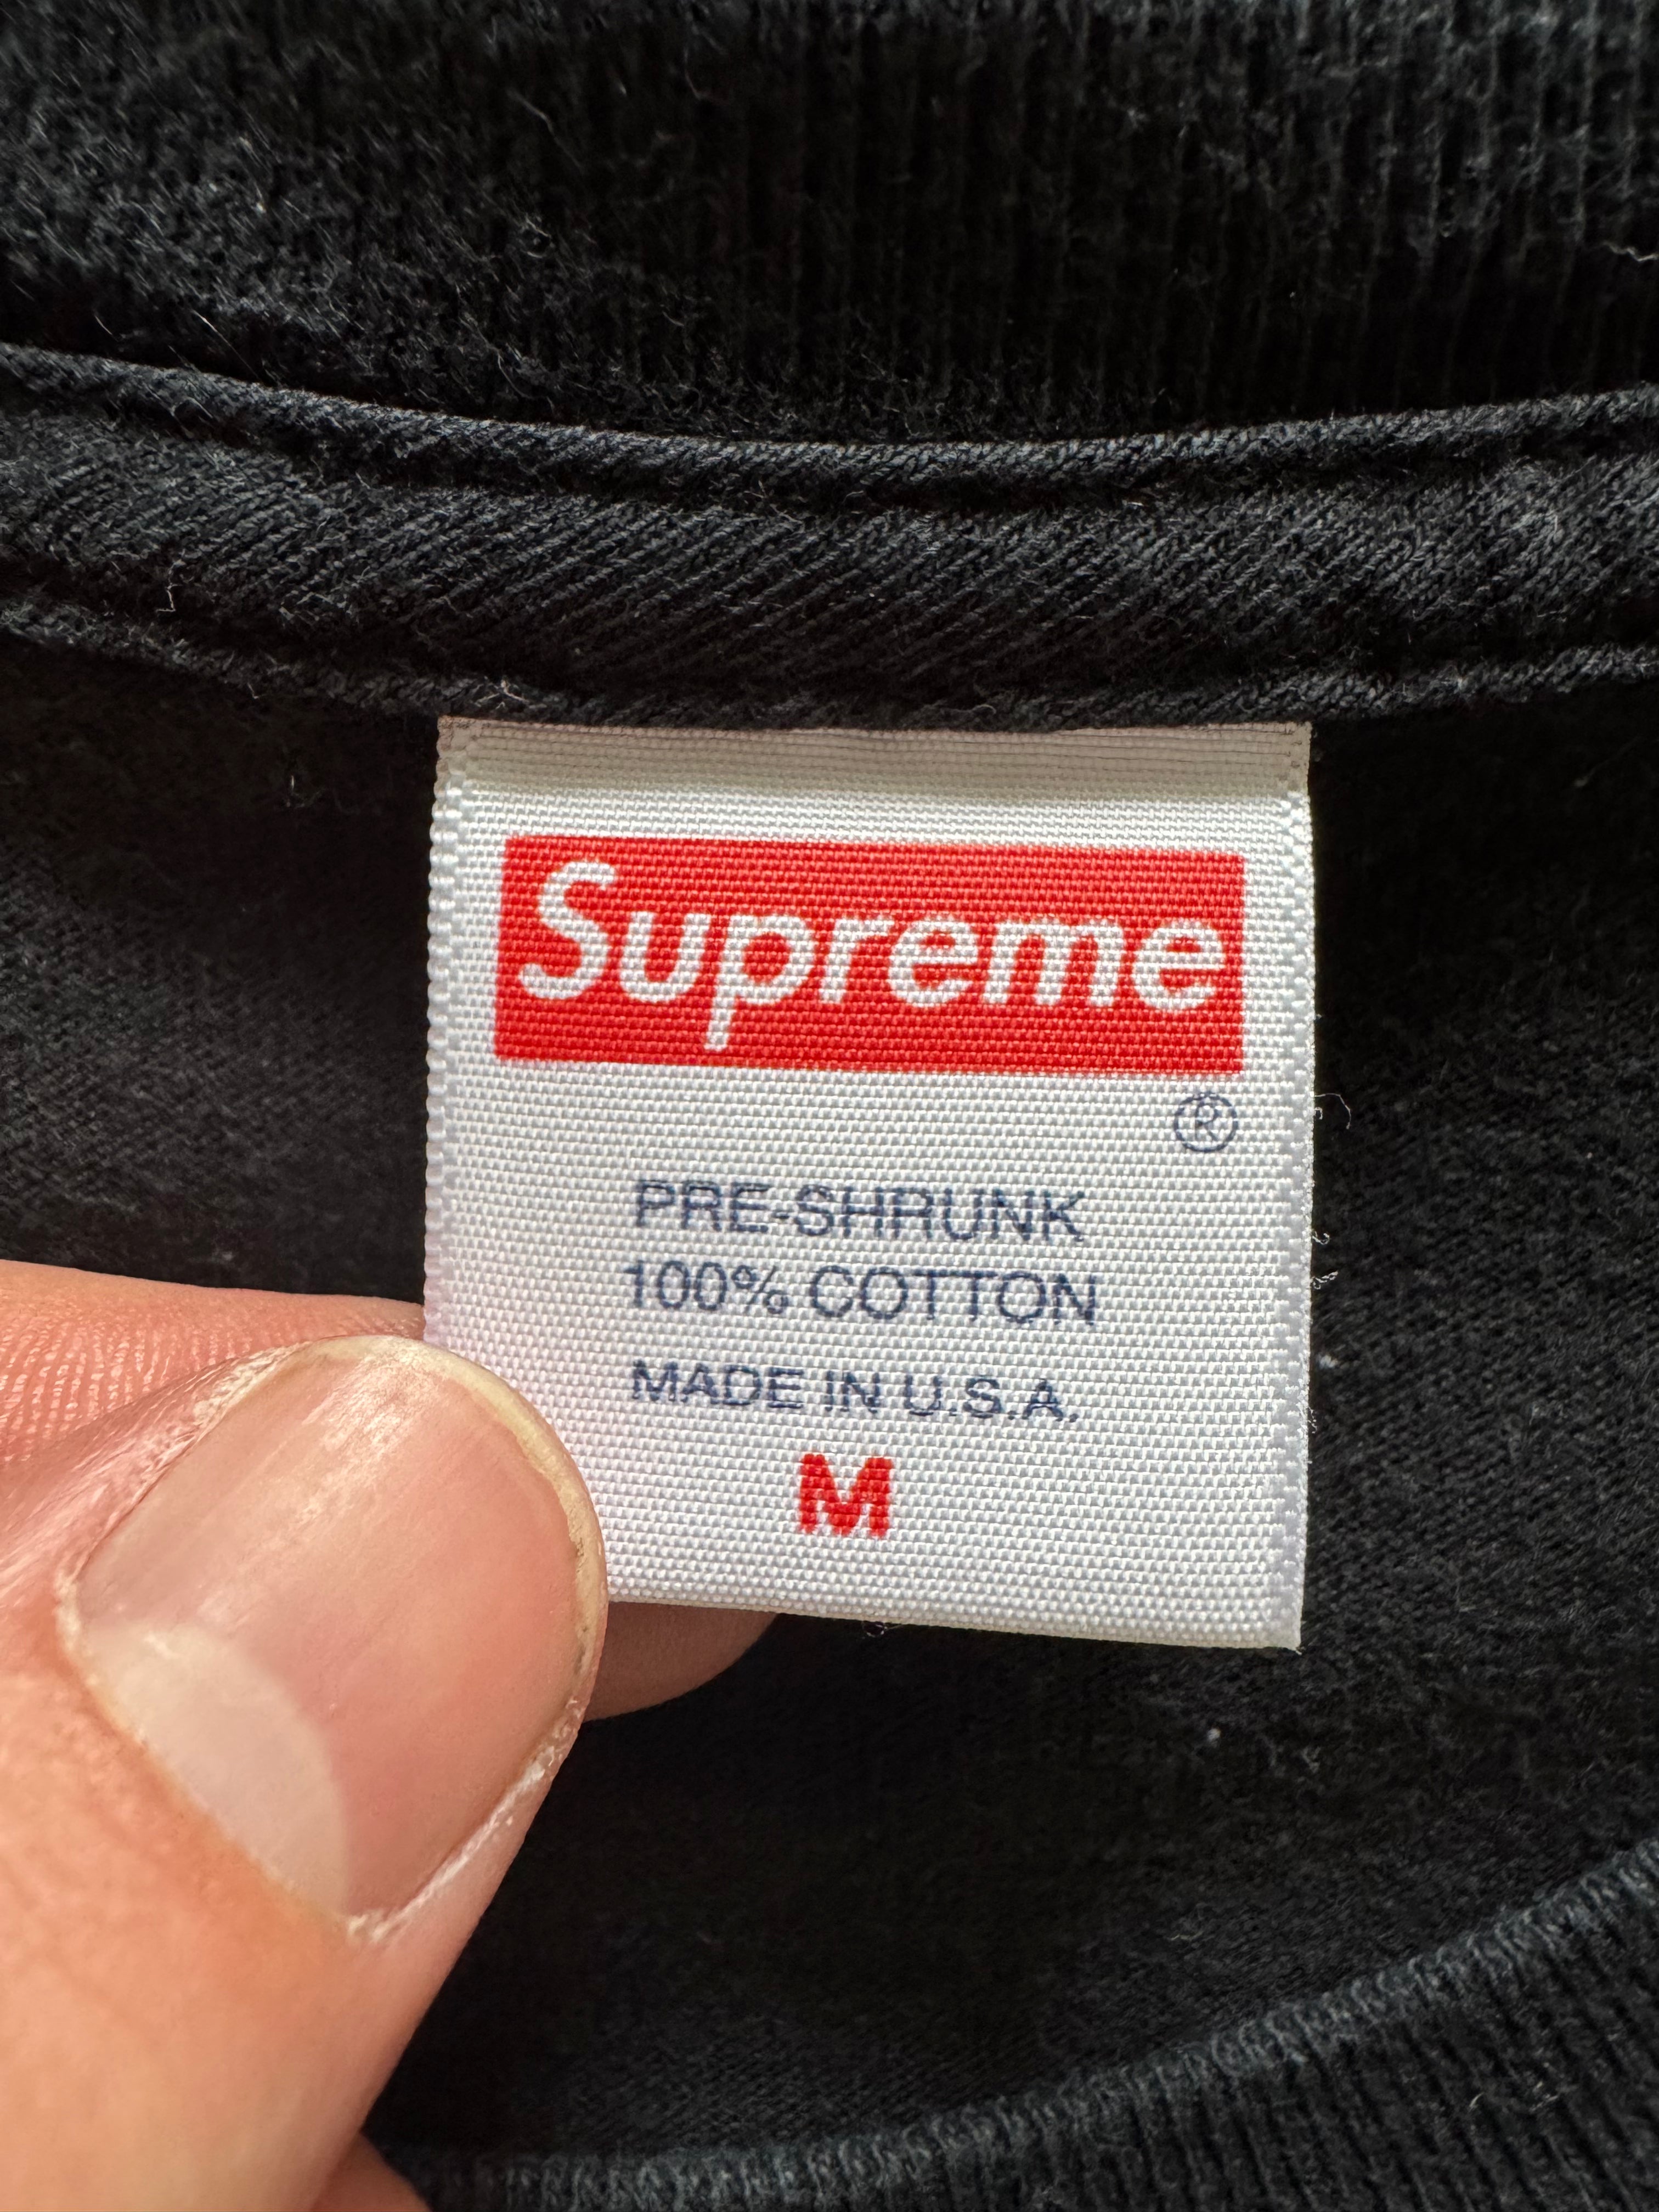 Supreme
®
PRE-SHRUNK
100% COTTON
MADE IN U.S.A.
M